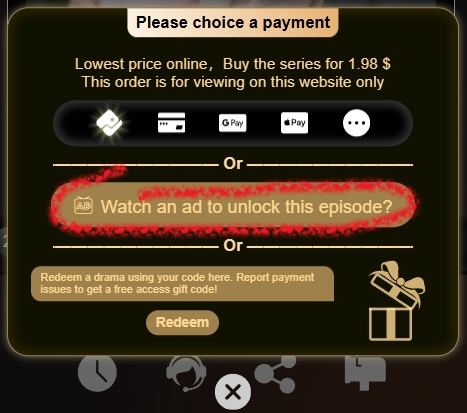 Please choice a payment
Lowest price online，Buy the series for 1.98 $
This order is for viewing on this website only
G Pay
Pay
Or
AD Watch an ad to unlock this episode?
Or
Redeem a drama using your code here. Report payment
issues to get a free access gift code!
Redeem